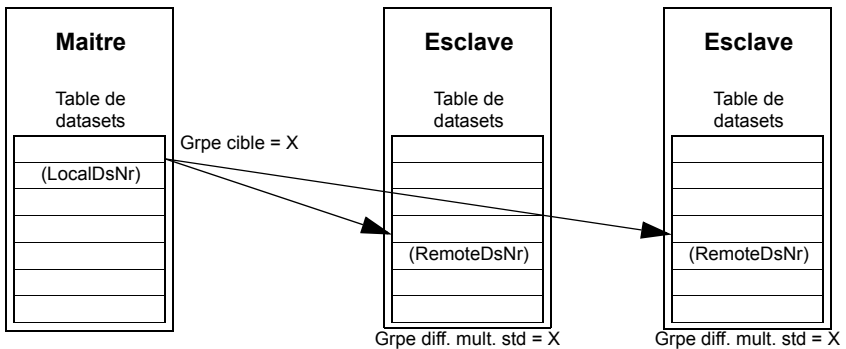 Maitre
Esclave
Esclave
Table de
datasets
Table de
datasets
Table de
datasets
Grpe cible = X
(LocalDsNr)
(RemoteDsNr)
(RemoteDsNr)
Grpe diff. mult. std = X
Grpe diff. mult. std = X